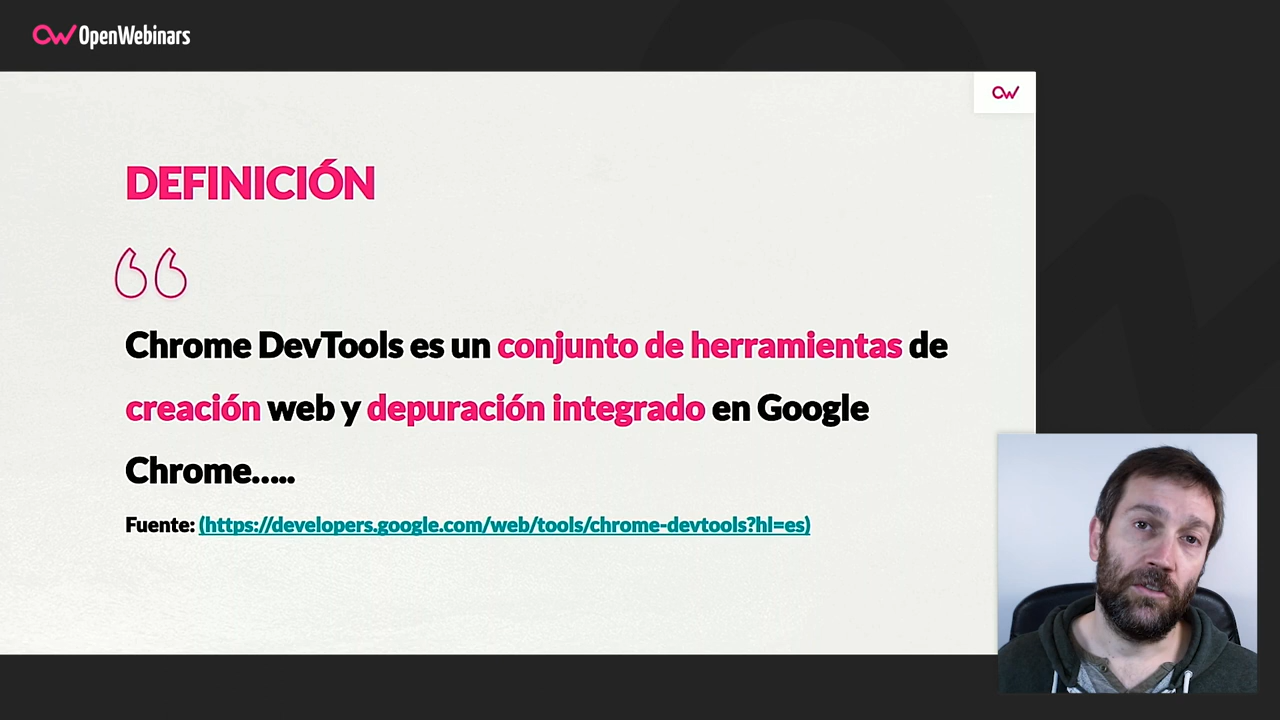 OpenWebinars
DEFINICIÓN
Chrome DevTools es un conjunto de herramientas de
creación web y depuración integrado en Google
Chrome.....
Fuente: (https://developers.google.com/web/tools/chrome-devtools?hl=es)